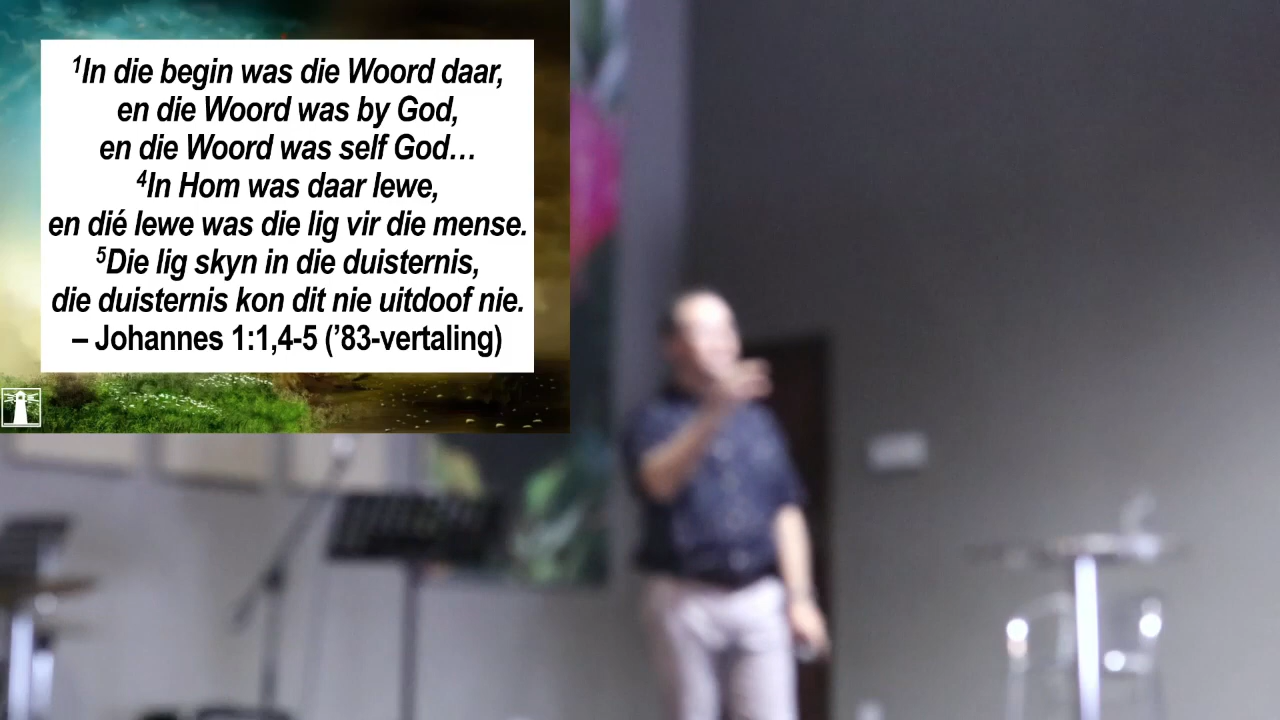 ¹In die begin was die Woord daar,
en die Woord was by God,
en die Woord was self God…
⁴In Hom was daar lewe,
en dié lewe was die lig vir die mense.
⁵Die lig skyn in die duisternis,
die duisternis kon dit nie uitdoof nie.
– Johannes 1:1,4-5 (’83-vertaling)